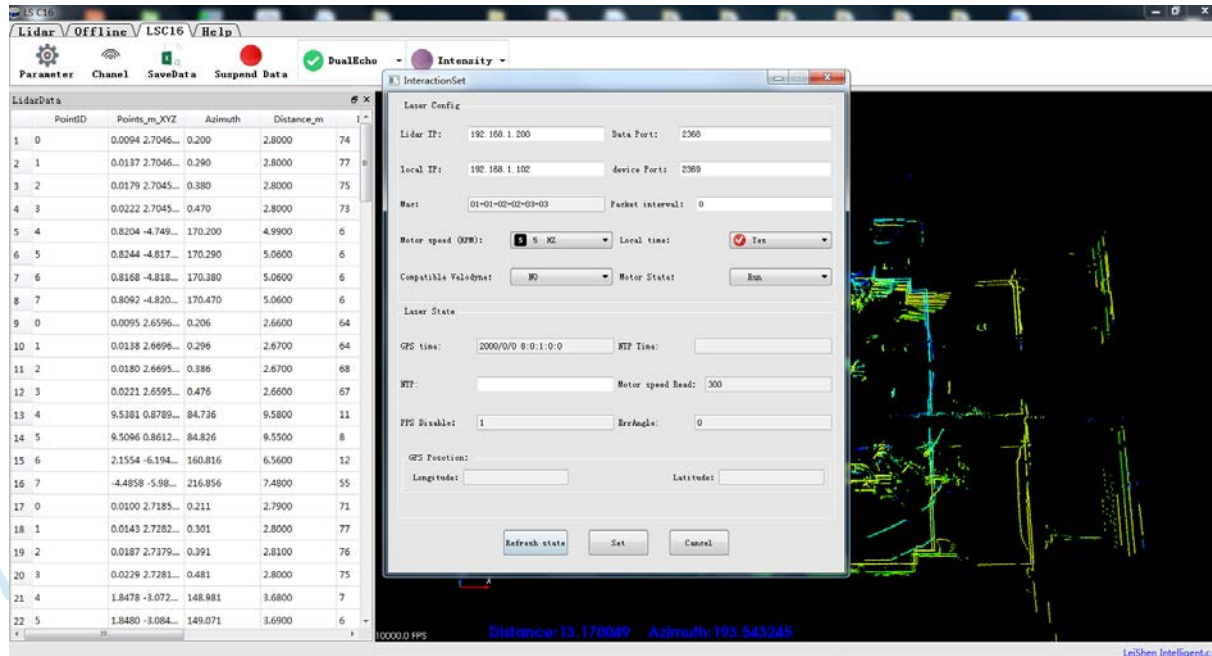 LS C16
Lidar Offline LSC16 Help
Parameter Chanel SaveData Suspend Data DualEcho Intensity
LidarData
PointID Points_m_XYZ Azimuth Distance_m
1 0 0.0094 2.7046... 0.200 2.8000 74
2 1 0.0137 2.7046... 0.290 2.8000 77
3 2 0.0179 2.7045... 0.380 2.8000 75
4 3 0.0222 2.7045... 0.470 2.8000 73
5 4 0.8204 -4.749... 170.200 4.9900 6
6 5 0.8244 -4.817... 170.290 5.0600 6
7 6 0.8168 -4.818... 170.380 5.0600 6
8 7 0.8092 -4.820... 170.470 5.0600 6
9 0 0.0095 2.6596... 0.206 2.6600 64
10 1 0.0138 2.6696... 0.296 2.6700 64
11 2 0.0180 2.6695... 0.386 2.6700 68
12 3 0.0221 2.6595... 0.476 2.6600 67
13 4 9.5381 0.8789... 84.736 9.5800 11
14 5 9.5096 0.8612... 84.826 9.5500 8
15 6 2.1554 -6.194... 160.816 6.5600 12
16 7 -4.4858 -5.98... 216.856 7.4800 55
17 0 0.0100 2.7185... 0.211 2.7900 71
18 1 0.0143 2.7282... 0.301 2.8000 77
19 2 0.0187 2.7379... 0.391 2.8100 76
20 3 0.0229 2.7281... 0.481 2.8000 75
21 4 1.8478 -3.072... 148.981 3.6800 7
22 5 1.8480 -3.084... 149.071 3.6900 6
InteractionSet
Laser Config
Lidar IP: 192.168.1.200 Data Port: 2368
local IP: 192.168.1.102 device Port: 2369
Mac: 01-01-02-02-03-03 Packet interval: 0
Motor speed (RPM): 5 5 HZ Local time: Yes
Compatible Velodyne: NO Motor State: Run
Laser State
GPS time: 2000/0/0 8:0:1:0:0 NTP Time:
NTP: Motor speed Read: 300
PPS Disable: 1 ErrAngle: 0
GPS Position:
Longitude: Latitude:
Refresh state Set Cancel
X
10000.0 FPS Distance:13.170049 Azimuth:193.543245
LeiShen Intelligent.c